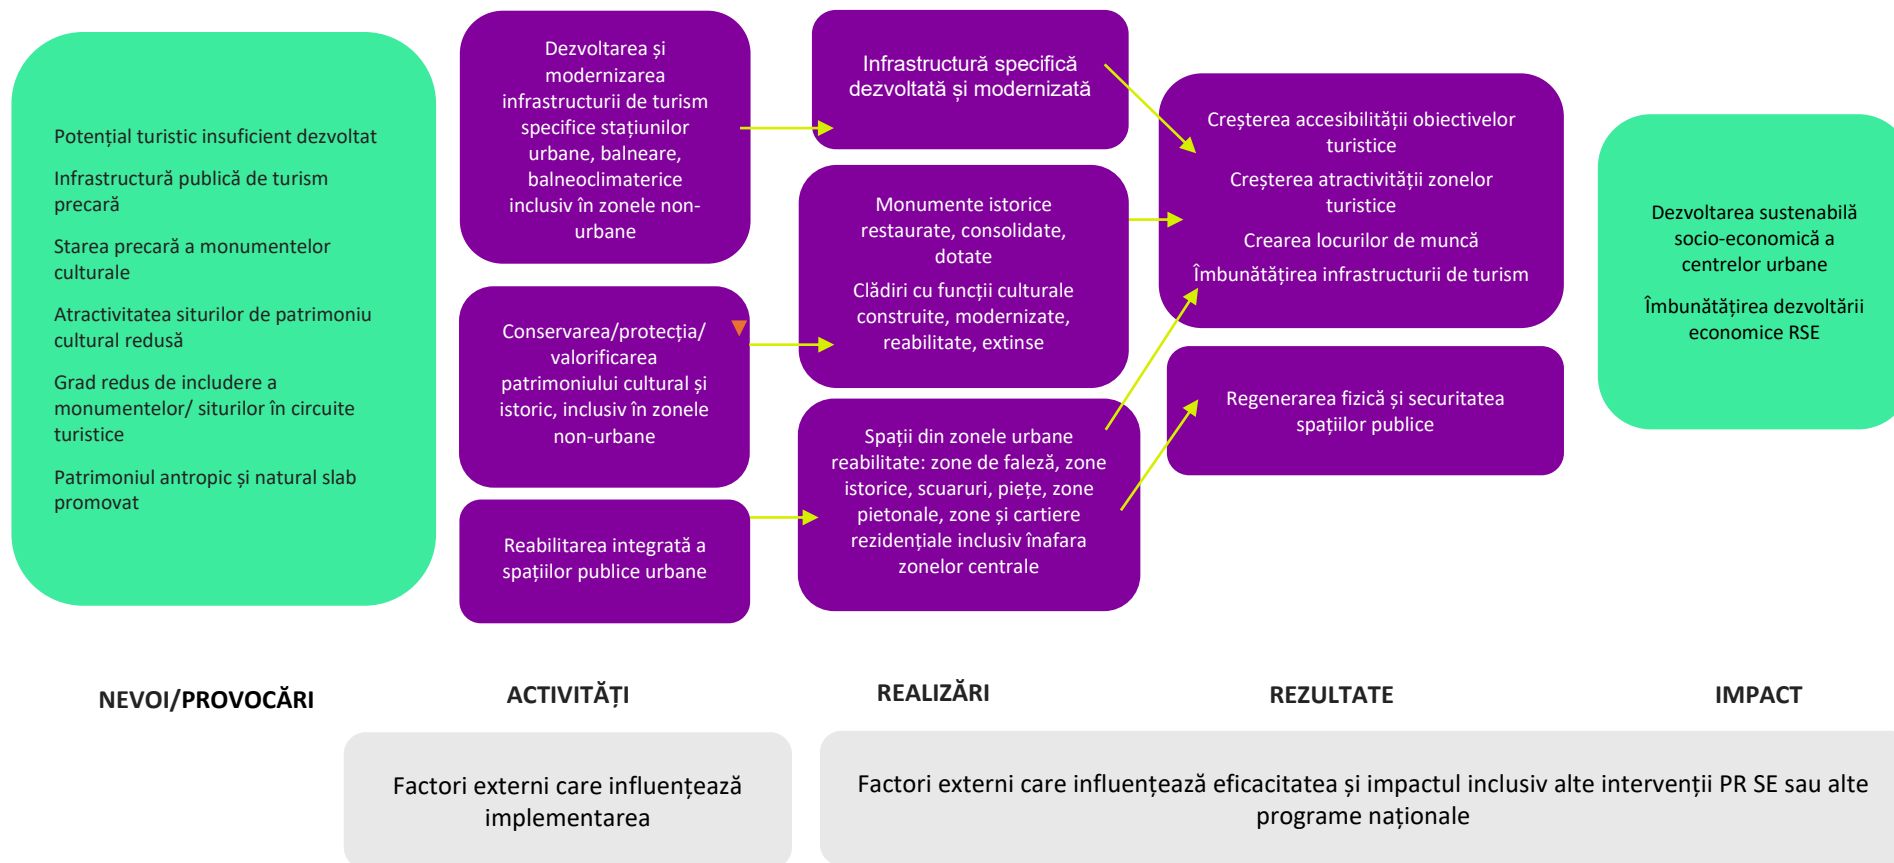 Potențial turistic insuficient dezvoltat
Infrastructură publică de turism
precară
Starea precară a monumentelor
culturale
Atractivitatea siturilor de patrimoniu
cultural redusă
Grad redus de includere a
monumentelor/ siturilor în circuite
turistice
Patrimoniul antropic și natural slab
promovat
Dezvoltarea și
modernizarea
infrastructurii de turism
specifice stațiunilor
urbane, balneare,
balneoclimaterice
inclusiv în zonele non-
urbane
Conservarea/protecția/
valorificarea
patrimoniului cultural și
istoric, inclusiv în zonele
non-urbane
Reabilitarea integrată a
spațiilor publice urbane
Infrastructură specifică
dezvoltată și modernizată
Monumente istorice
restaurate, consolidate,
dotate
Clădiri cu funcții culturale
construite, modernizate,
reabilitate, extinse
Spații din zonele urbane
reabilitate: zone de faleză, zone
istorice, scuaruri, piețe, zone
pietonale, zone și cartiere
rezidențiale inclusiv înafara
zonelor centrale
Creșterea accesibilității obiectivelor
turistice
Creșterea atractivității zonelor
turistice
Crearea locurilor de muncă
Îmbunătățirea infrastructurii de turism
Regenerarea fizică și securitatea
spațiilor publice
Dezvoltarea sustenabilă
socio-economică a
centrelor urbane
Îmbunătățirea dezvoltării
economice RSE
NEVOI/PROVOCĂRI
ACTIVITĂȚI
REALIZĂRI
REZULTATE
IMPACT
Factori externi care influențează
implementarea
Factori externi care influențează eficacitatea și impactul inclusiv alte intervenții PR SE sau alte
programe naționale